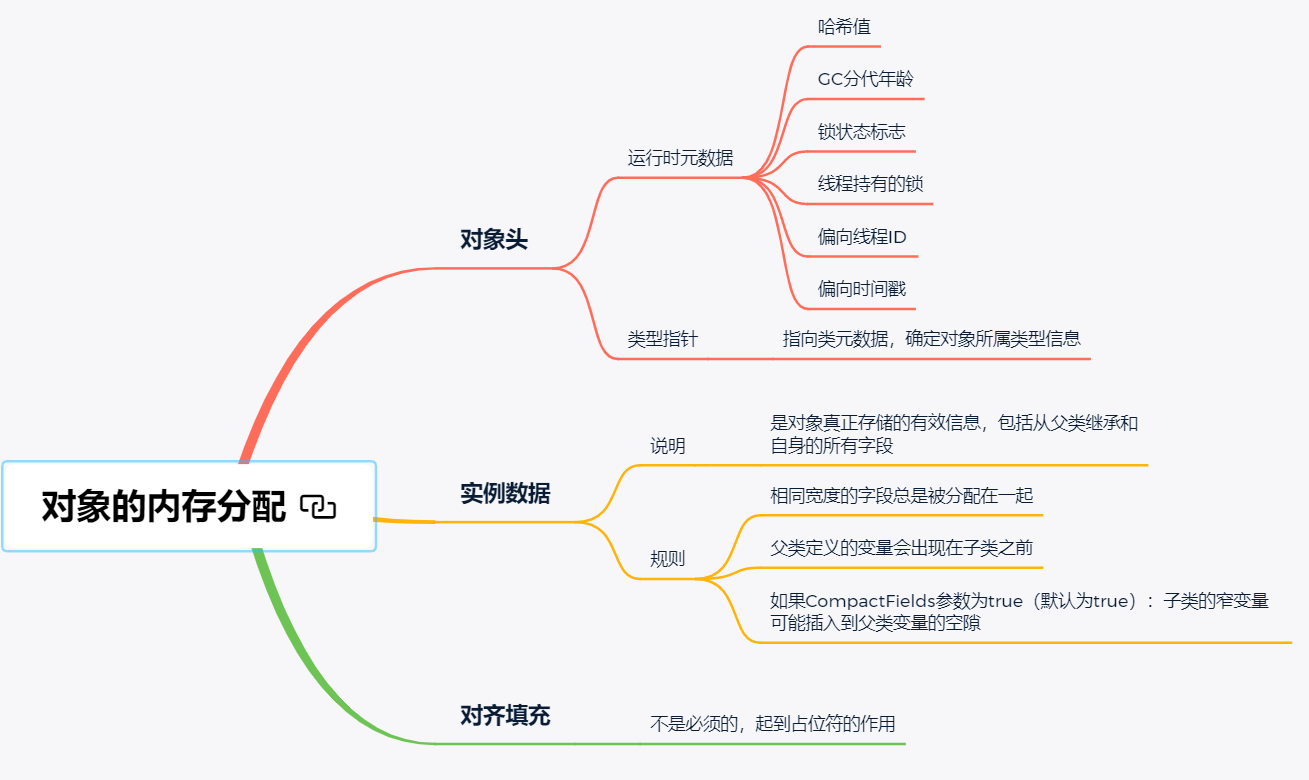 对象的内存分配
对象头
运行时元数据
哈希值
GC分代年龄
锁状态标志
线程持有的锁
偏向线程ID
偏向时间戳
类型指针
指向类元数据，确定对象所属类型信息
实例数据
说明
是对象真正存储的有效信息，包括从父类继承和
自身的所有字段
规则
相同宽度的字段总是被分配在一起
父类定义的变量会出现在子类之前
如果CompactFields参数为true（默认为true）：子类的窄变量
可能插入到父类变量的空隙
对齐填充
不是必须的，起到占位符的作用